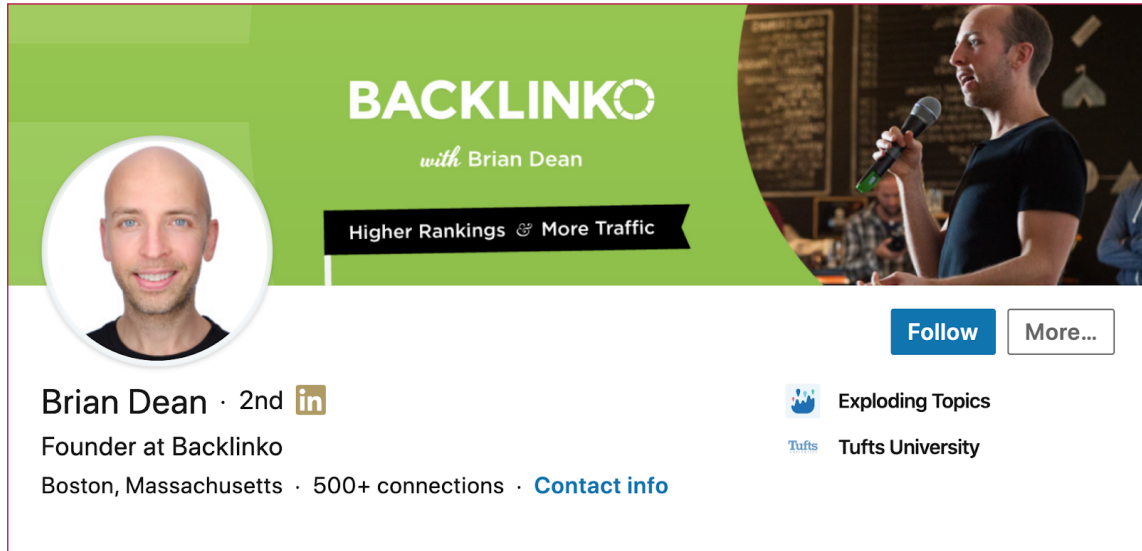 BACKLINKO
with Brian Dean
Higher Rankings & More Traffic
Follow
More...
Brian Dean · 2nd in
Founder at Backlinko
Boston, Massachusetts · 500+ connections · Contact info
Exploding Topics
Tufts
Tufts University